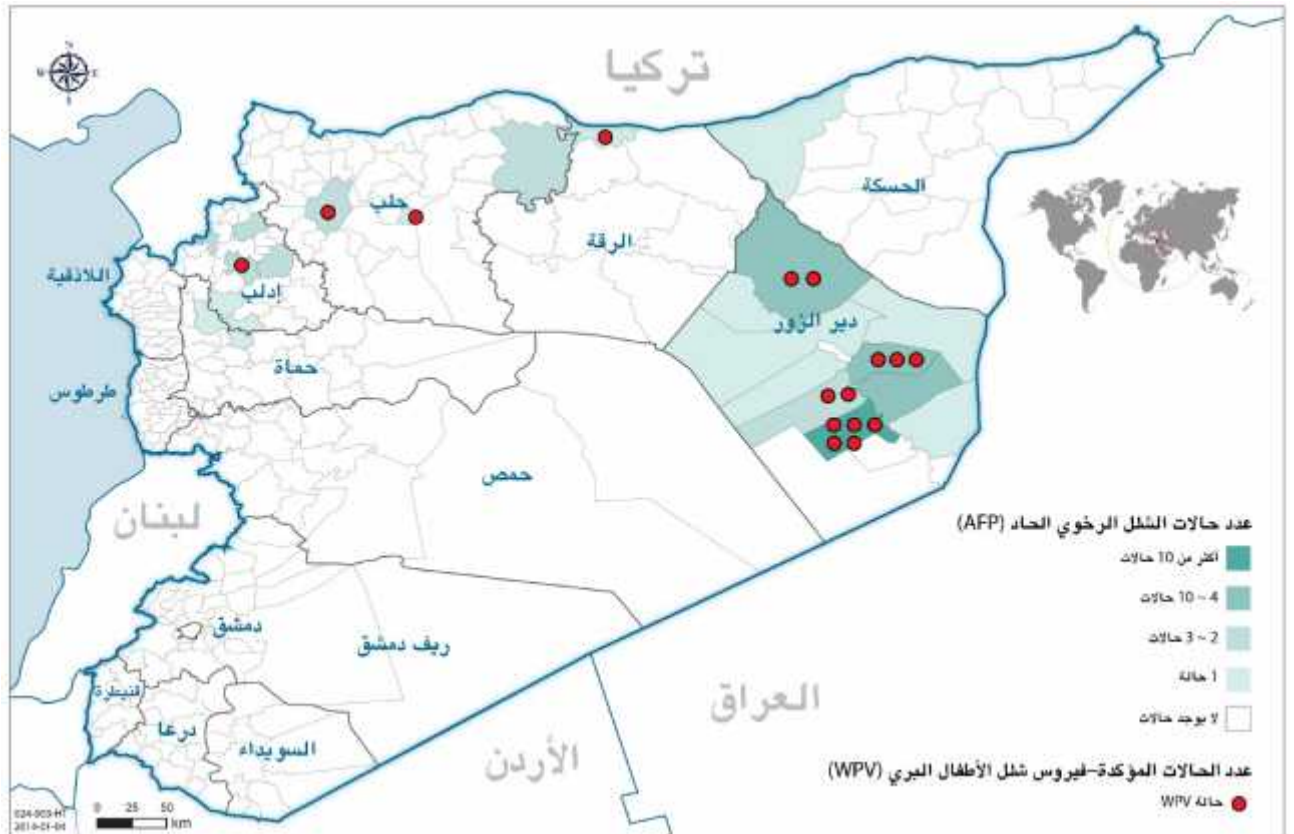 N
W E
S
تركيا
الحسكة
حلب
الرقة
اللاذقية
إدلب
دير الزور
حماة
طرطوس
حمص
لبنان
عدد حالات الشلل الرخوي الحاد (AFP)
أكثر من 10 حالات
4 ~ 10 حالات
2 ~ 3 حالات
1 حالة
لا يوجد حالات
دمشق
ريف دمشق
قنيطرة
العراق
درعا
السويداء
الأردن
عدد الحالات المؤكدة-فيروس شلل الأطفال البري (WPV)
حالة WPV
0 25 50
km